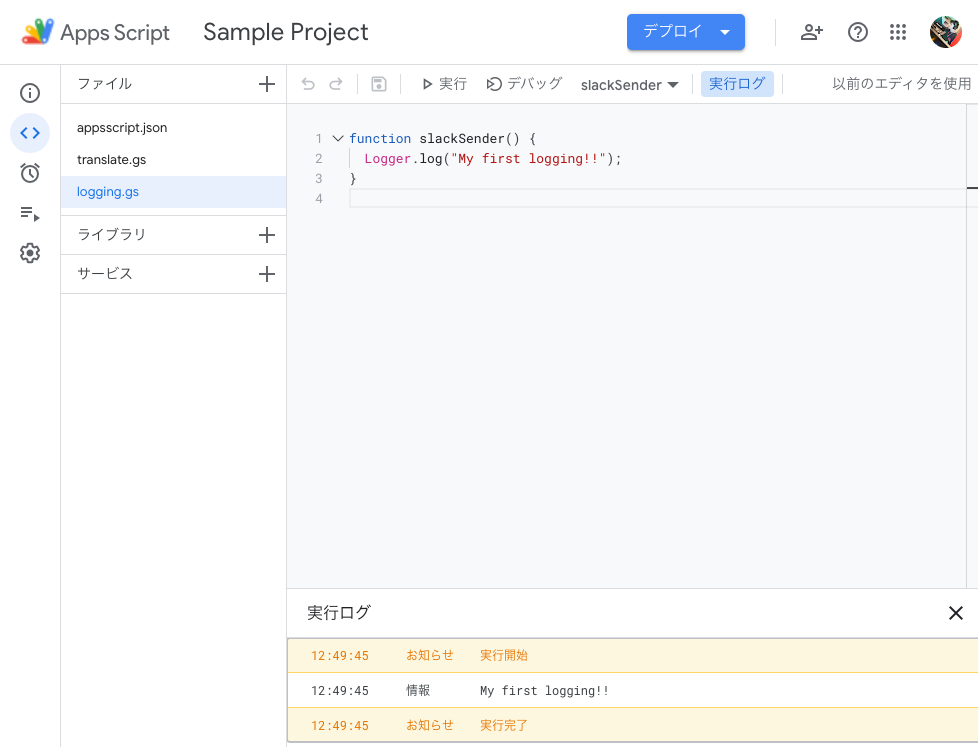 Apps Script
Sample Project
デプロイ
ファイル
appsscript.json
translate.gs
logging.gs
ライブラリ
サービス
実行
デバッグ
slackSender
実行ログ
以前のエディタを使用
1 function slackSender() {
2 Logger.log("My first logging!!");
3 }
4
実行ログ
12:49:45 お知らせ 実行開始
12:49:45 情報 My first logging!!
12:49:45 お知らせ 実行完了